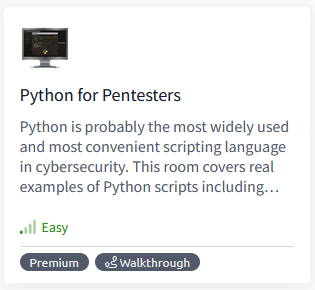 Python for Pentesters
Python is probably the most widely used
and most convenient scripting language
in cybersecurity. This room covers real
examples of Python scripts including...
Easy
Premium
Walkthrough